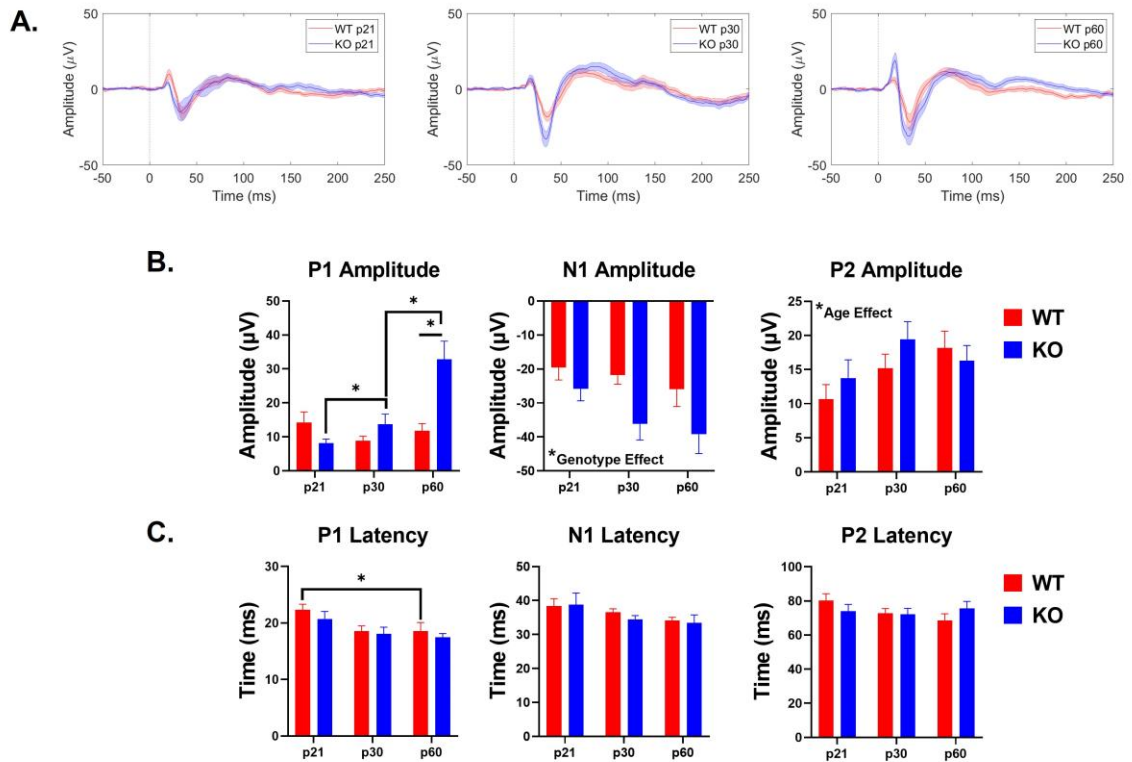 A.
50
0
-50
Amplitude (µV)
-50 0 50 100 150 200 250
Time (ms)
WT p21
KO p21
50
0
-50
Amplitude (µV)
-50 0 50 100 150 200 250
Time (ms)
WT p30
KO p30
50
0
-50
Amplitude (µV)
-50 0 50 100 150 200 250
Time (ms)
WT p60
KO p60
B.
P1 Amplitude
50
40
30
20
10
0
Amplitude (µV)
*
*
*
p21 p30 p60
N1 Amplitude
0
-10
-20
-30
-40
-50
Amplitude (µV)
*Genotype Effect
p21 p30 p60
P2 Amplitude
25
20
15
10
5
0
Amplitude (µV)
*Age Effect
p21 p30 p60
WT
KO
C.
P1 Latency
30
20
10
0
Time (ms)
*
p21 p30 p60
N1 Latency
50
40
30
20
10
0
Time (ms)
p21 p30 p60
P2 Latency
100
80
60
40
20
0
Time (ms)
p21 p30 p60
WT
KO